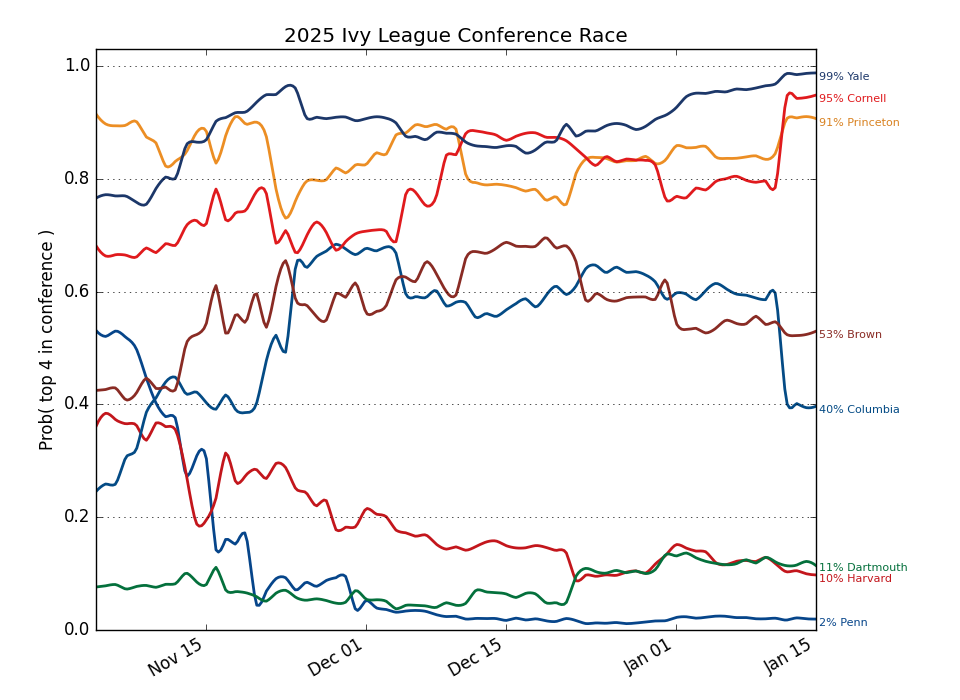 2025 Ivy League Conference Race
Prob( top 4 in conference )
1.0
0.8
0.6
0.4
0.2
0.0
Nov 15
Dec 01
Dec 15
Jan 01
Jan 15
99% Yale
95% Cornell
91% Princeton
53% Brown
40% Columbia
11% Dartmouth
10% Harvard
2% Penn